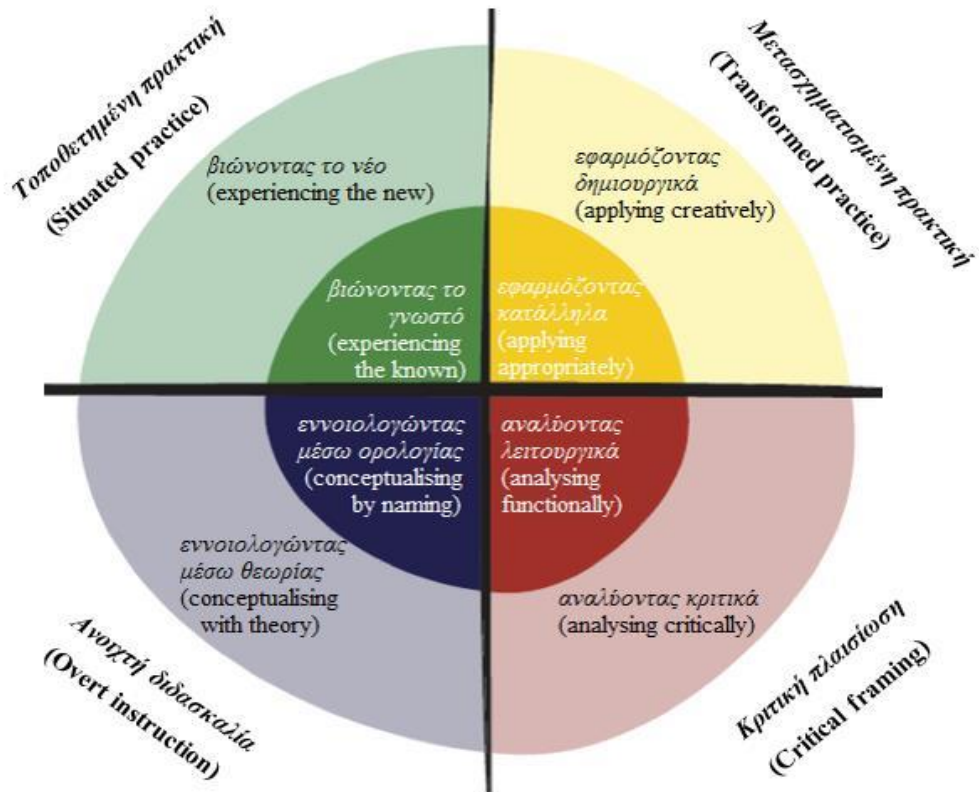 Τοποθετημένη πρακτική
(Situated practice)
Μετασχηματισμένη πρακτική
(Transformed practice)
βιώνοντας το νέο
(experiencing the new)
εφαρμόζοντας
δημιουργικά
(applying creatively)
βιώνοντας το
γνωστό
(experiencing
the known)
εφαρμόζοντας
κατάλληλα
(applying
appropriately)
εννοιολογώντας
μέσω ορολογίας
(conceptualising
by naming)
αναλύοντας
λειτουργικά
(analysing
functionally)
εννοιολογώντας
μέσω θεωρίας
(conceptualising
with theory)
αναλύοντας κριτικά
(analysing critically)
Ανοιχτή διδασκαλία
(Overt instruction)
Κριτική πλαισίωση
(Critical framing)